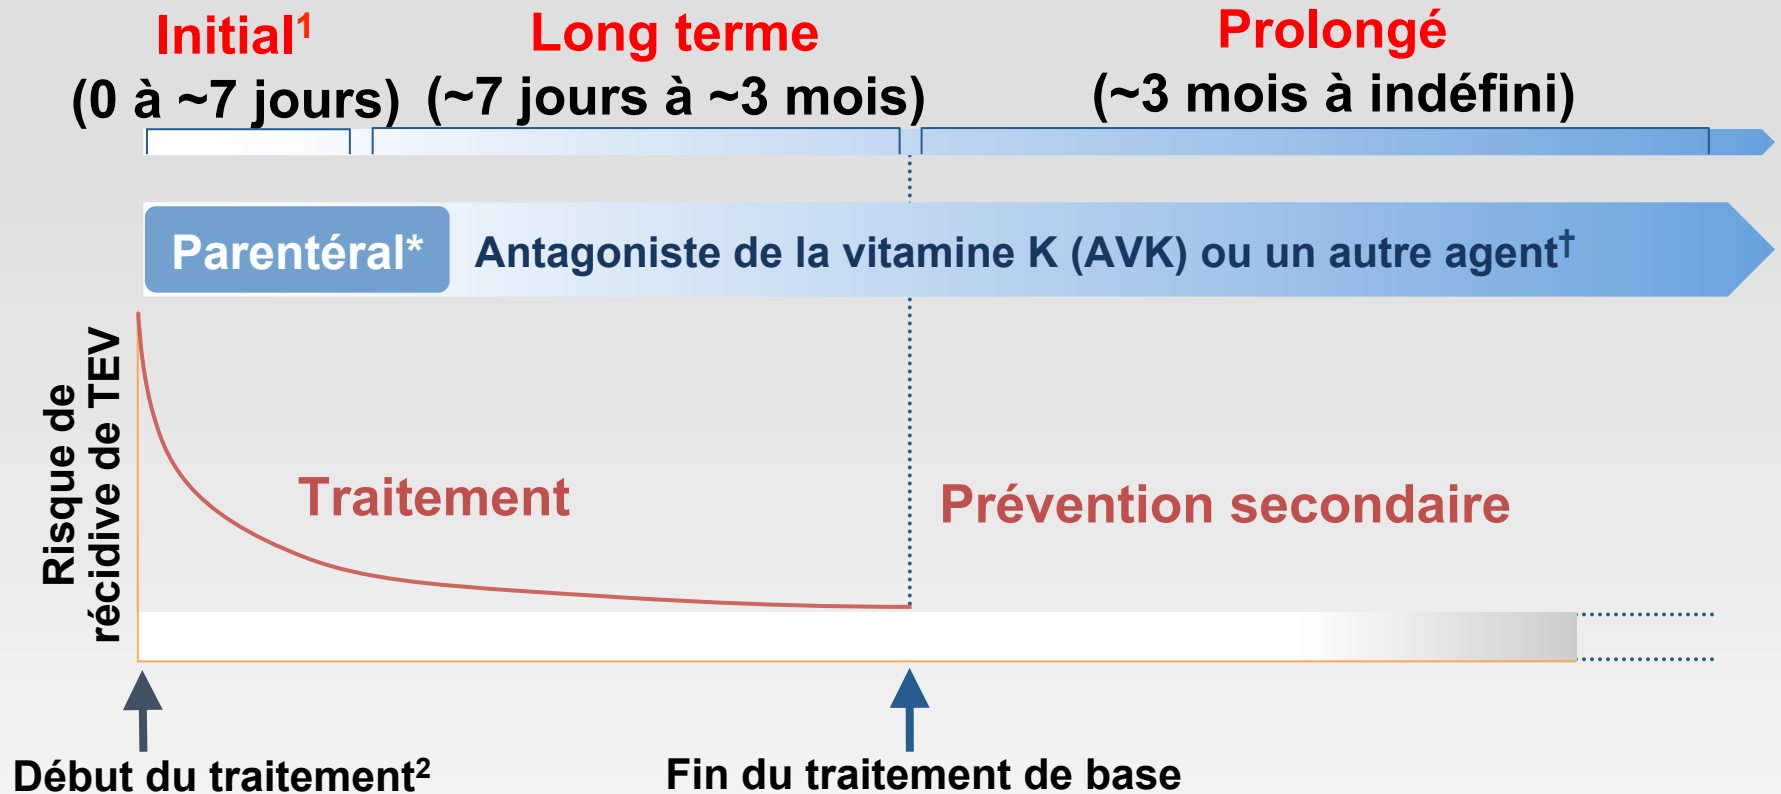 Initial¹
(0 à ~7 jours)
Long terme
(~7 jours à ~3 mois)
Prolongé
(~3 mois à indéfini)
Parentéral*
Antagoniste de la vitamine K (AVK) ou un autre agent†
Risque de
récidive de TEV
Traitement
Prévention secondaire
Début du traitement²
Fin du traitement de base